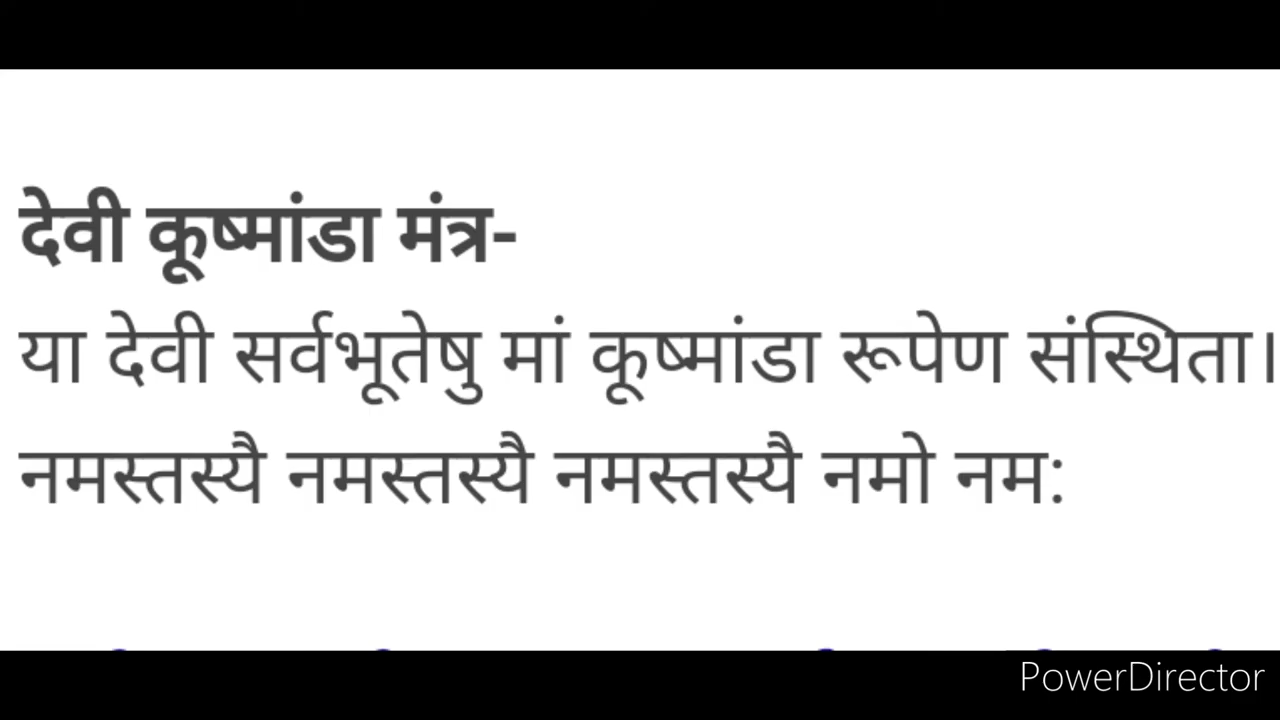 देवी कूष्मांडा मंत्र-
या देवी सर्वभूतेषु मां कूष्मांडा रूपेण संस्थिता।
नमस्तस्यै नमस्तस्यै नमस्तस्यै नमो नम:
PowerDirector